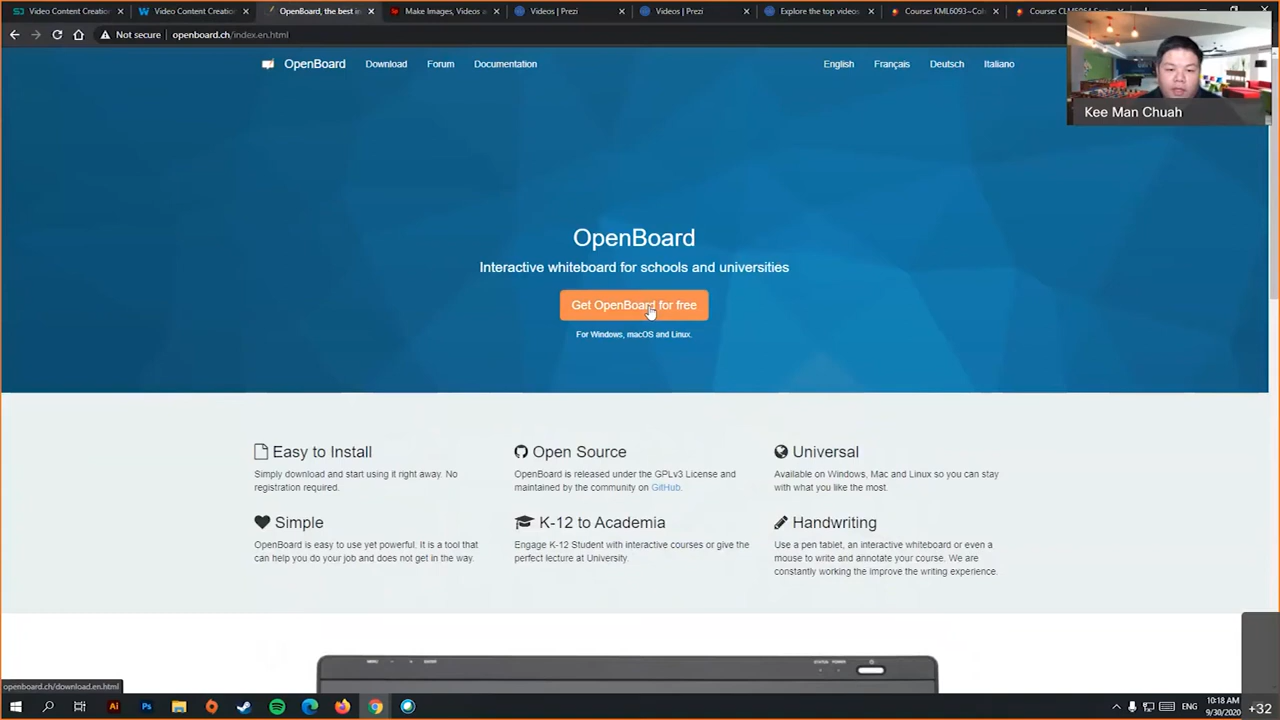 Video Content Creation
Video Content Creation
OpenBoard, the best in
Make Images, Videos
Videos | Prezi
Videos | Prezi
Explore the top videos
Course: KML6093
Course:
Not secure
openboard.ch/index.en.html
OpenBoard
Download
Forum
Documentation
English
Français
Deutsch
Italiano
Kee Man Chuah
OpenBoard
Interactive whiteboard for schools and universities
Get OpenBoard for free
For Windows, macOS and Linux.
Easy to Install
Simply download and start using it right away. No
registration required.
Open Source
OpenBoard is released under the GPLv3 License and
maintained by the community on GitHub.
Universal
Available on Windows, Mac and Linux so you can stay
with what you like the most.
Simple
OpenBoard is easy to use yet powerful. It is a tool that
can help you do your job and does not get in the way.
K-12 to Academia
Engage K-12 Student with interactive courses or give the
perfect lecture at University.
Handwriting
Use a pen tablet, an interactive whiteboard or even a
mouse to write and annotate your course. We are
constantly working the improve the writing experience.
MENU
ENTER
STATUS POWER
openboard.ch/download.en.html
Ai
Ps
ENG
10:18 AM
9/30/2020
+32